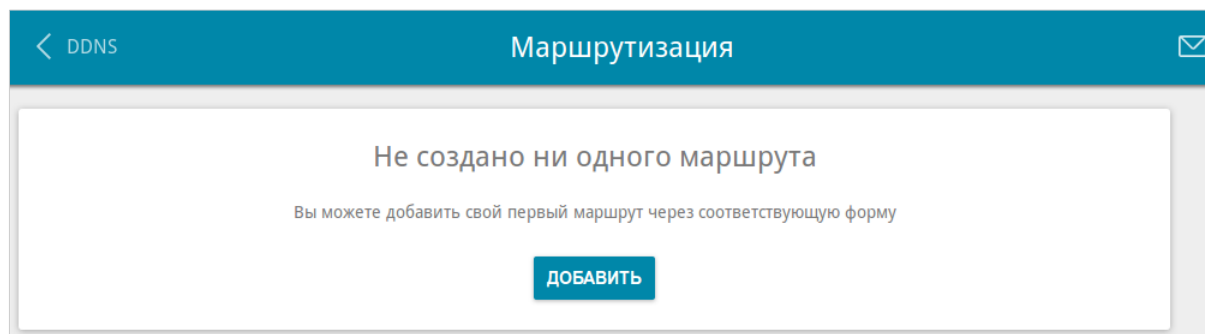 DDNS
Маршрутизация
Не создано ни одного маршрута
Вы можете добавить свой первый маршрут через соответствующую форму
ДОБАВИТЬ